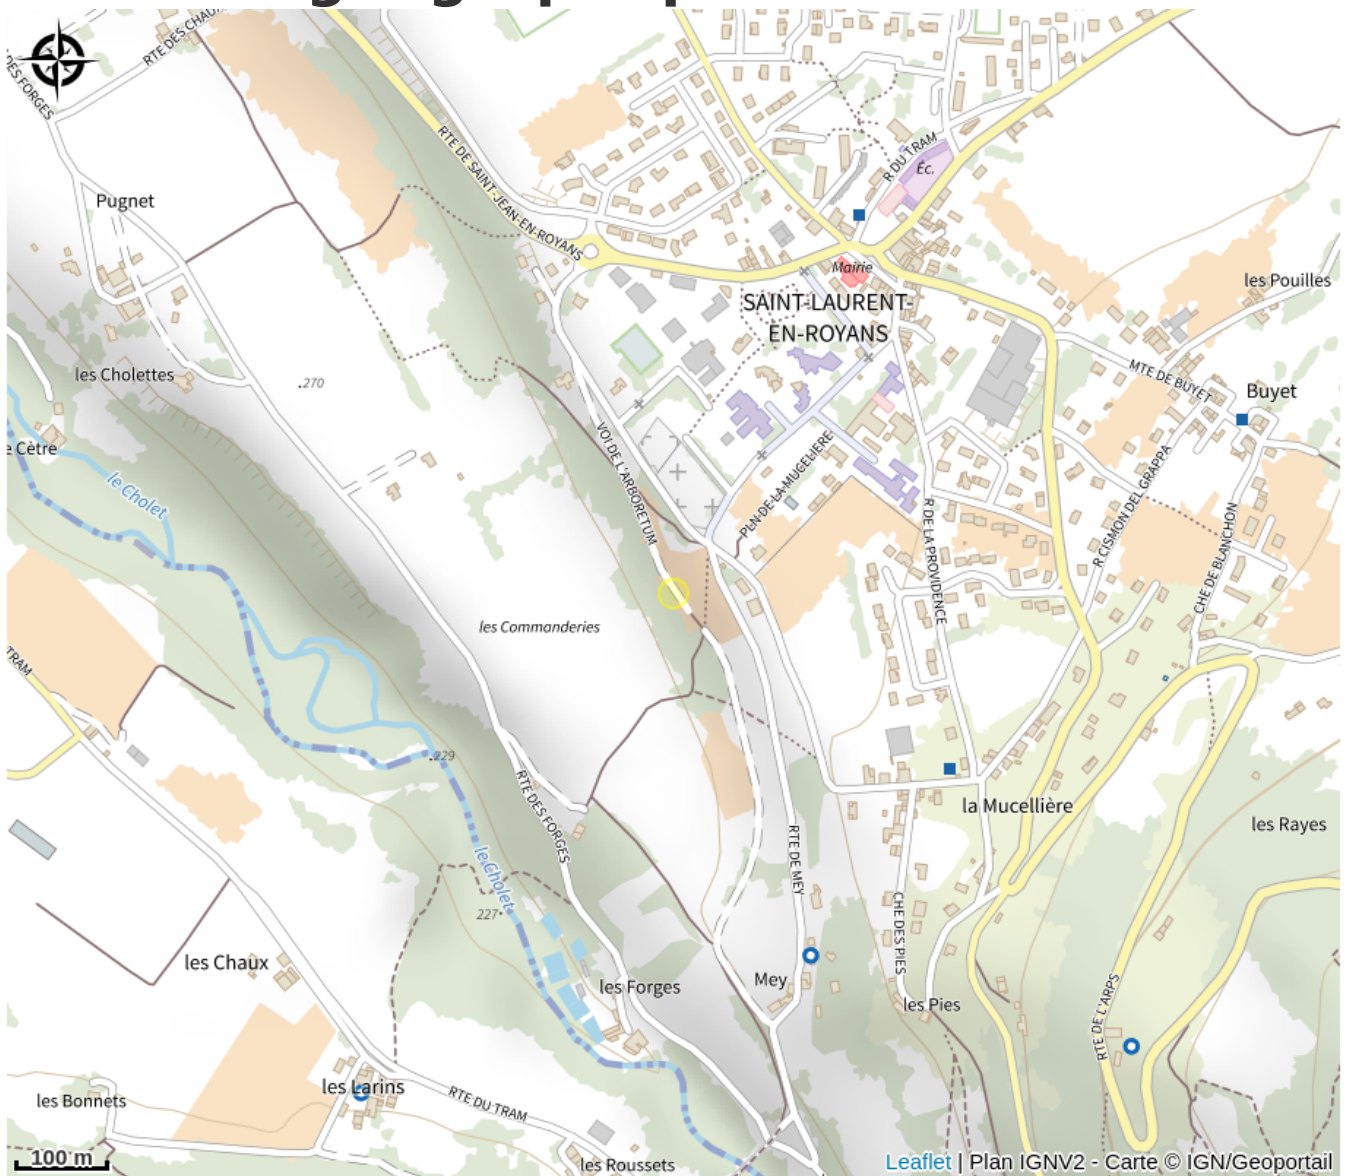 RTE DES CHAUX
DES FORGES
R DU TRAM
Éc.
Pugnet
RTE DE SAINT-JEAN-EN-ROYANS
Mairie
les Pouilles
SAINT-LAURENT-
EN-ROYANS
les Cholettes
.270
MTE DE BUYET
Buyet
e Cètre
le Cholet
VOI DE L'ARBORETUM
PLN DE LA MUCELIERE
R DE LA PROVIDENCE
R CISMON DEL GRAPPA
CHE DE BLANCHON
les Commanderies
TRAM
.229
RTE DES FORGES
la Mucellière
les Rayes
le Cholet
RTE DE MEY
227
CHE DES PIES
les Chaux
les Forges
Mey
les Pies
RTE DE L'ARPS
les Larins
les Bonnets
RTE DU TRAM
les Roussets
100 m
Leaflet | Plan IGNV2 - Carte © IGN/Geoportail